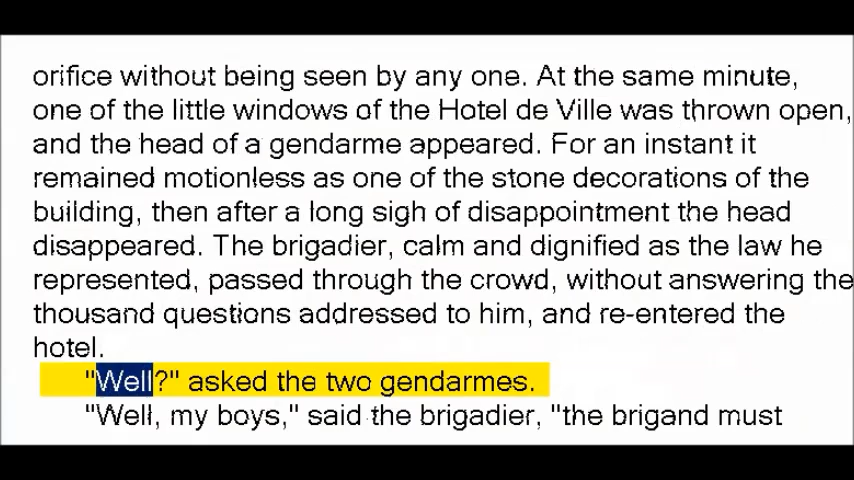 orifice without being seen by any one. At the same minute,
one of the little windows of the Hotel de Ville was thrown open,
and the head of a gendarme appeared. For an instant it
remained motionless as one of the stone decorations of the
building, then after a long sigh of disappointment the head
disappeared. The brigadier, calm and dignified as the law he
represented, passed through the crowd, without answering the
thousand questions addressed to him, and re-entered the
hotel.
"Well?" asked the two gendarmes.
"Well, my boys," said the brigadier, "the brigand must